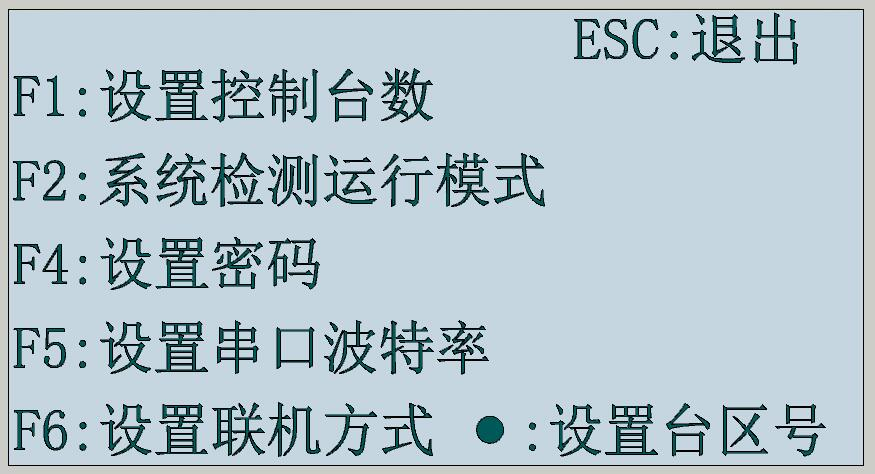 ESC:退出
F1:设置控制台数
F2:系统检测运行模式
F4:设置密码
F5:设置串口波特率
F6:设置联机方式 ●:设置台区号